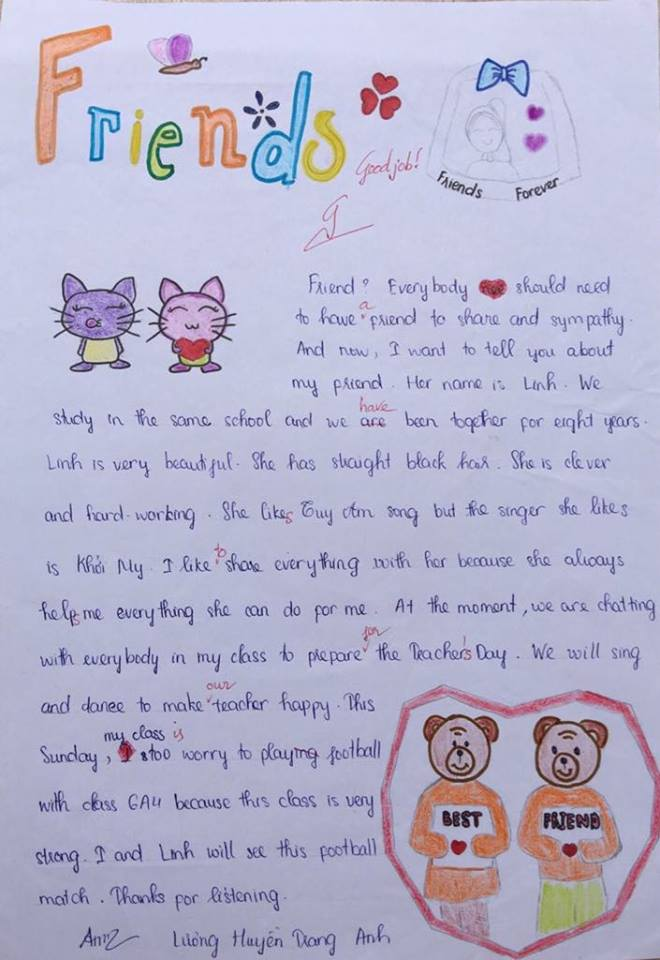 Friends
Good job!
9
Friends Forever
Friend? Everybody should need
to have a friend to share and sympathy.
And now, I want to tell you about
my friend. Her name is Linh. We
have
study in the same school and we are been together for eight years.
Linh is very beautiful. She has straight black hair. She is clever
and hard-working. She likes Tuy Âm song but the singer she likes
is Khởi My. I like to share everything with her because she always
helps me everything she can do for me. At the moment, we are chatting
with everybody in my class to prepare for the Teacher's Day. We will sing
and dance to make our teacher happy. This
my class is
Sunday, too worry to playing football
with class 6A4 because this class is very
strong. I and Linh will see this football
match. Thanks for listening.
Lương Huyền Trang Anh
BEST
FRIEND